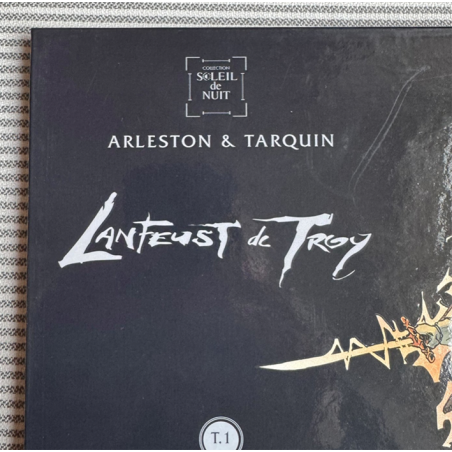 COLLECTION
SOLEIL
de
NUIT
ARLESTON & TARQUIN
LANFEUST de TROY
T.1